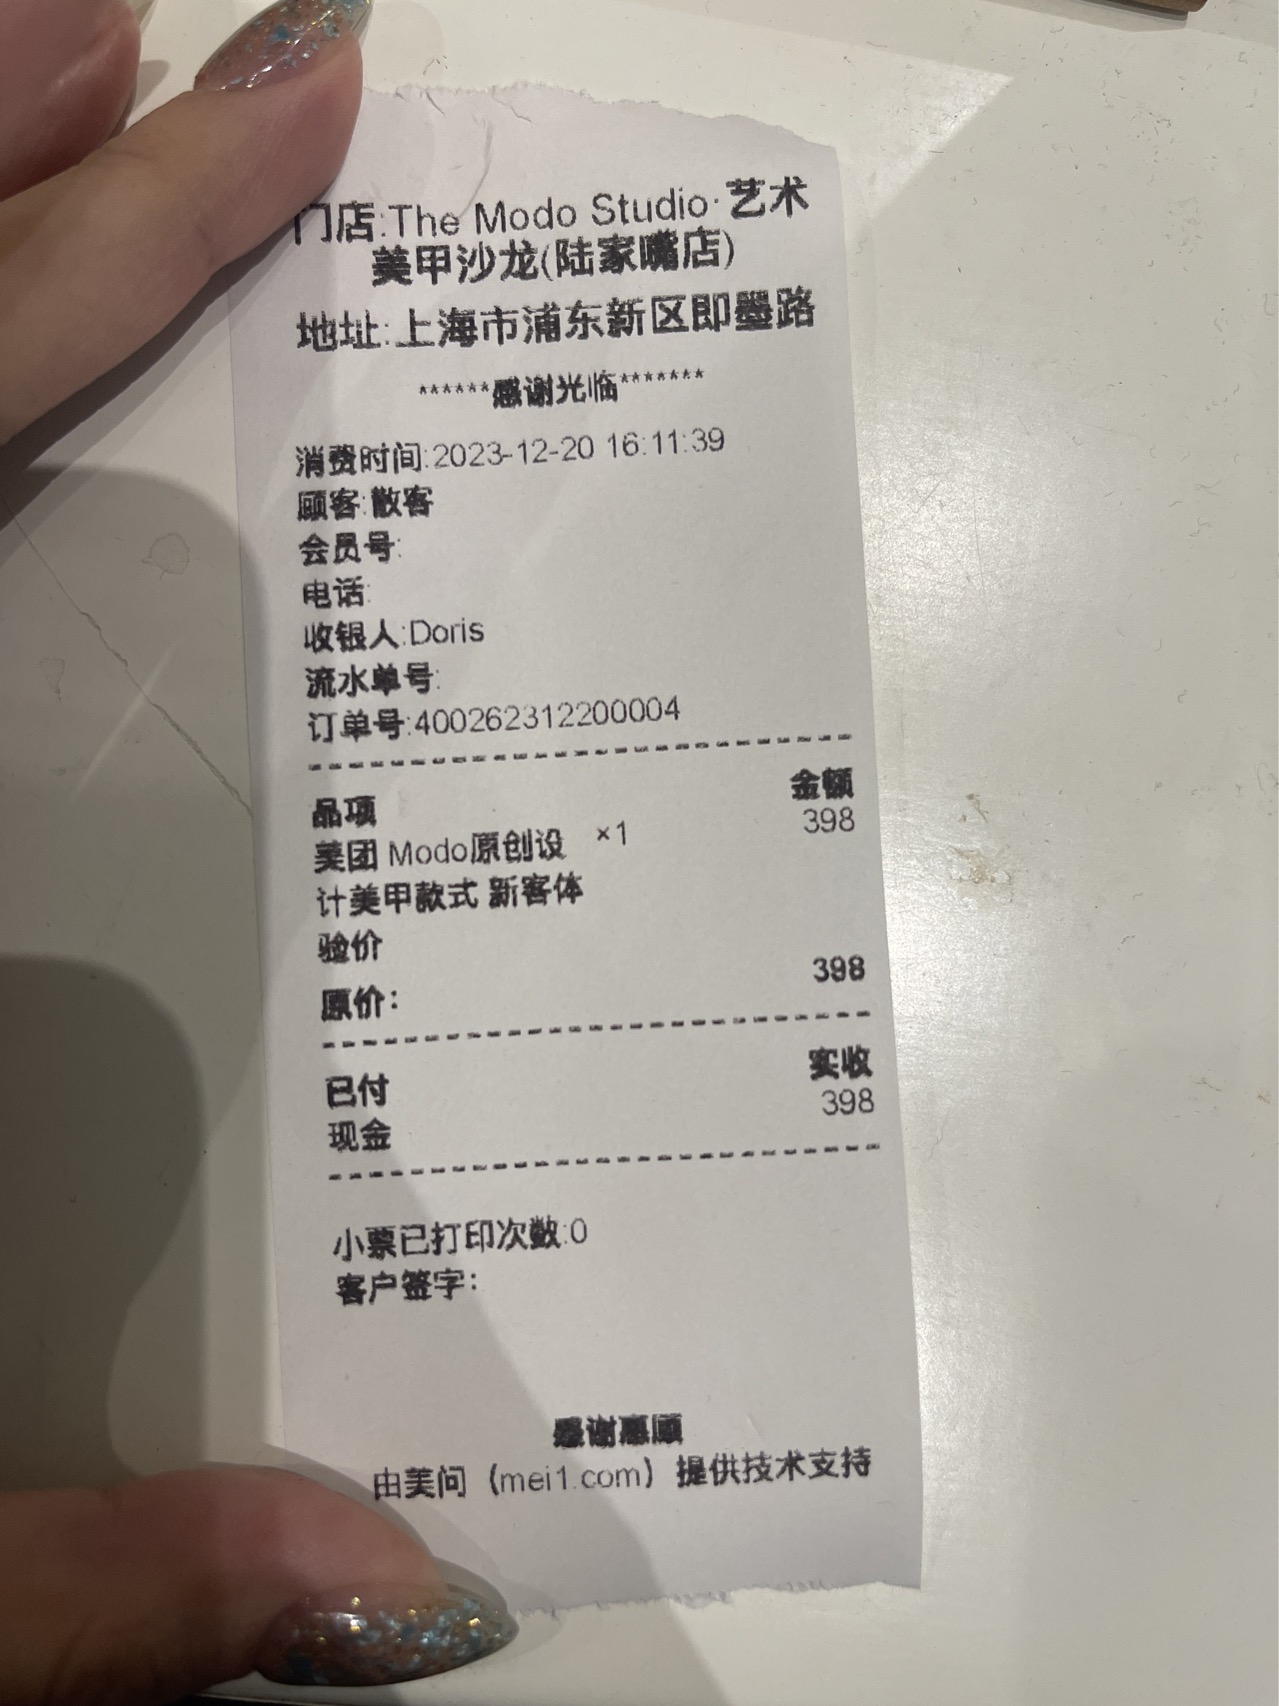 门店:The Modo Studio·艺术
美甲沙龙(陆家嘴店)
地址:上海市浦东新区即墨路
******感谢光临*******
消费时间:2023-12-20 16:11:39
顾客:散客
会员号:
电话:
收银人:Doris
流水单号:
订单号:400262312200004
品项 金额
美团 Modo原创设 ×1 398
计美甲款式 新客体
验价
原价: 398
已付 实收
现金 398
小票已打印次数:0
客户签字:
感谢惠顾
由美问（mei1.com）提供技术支持